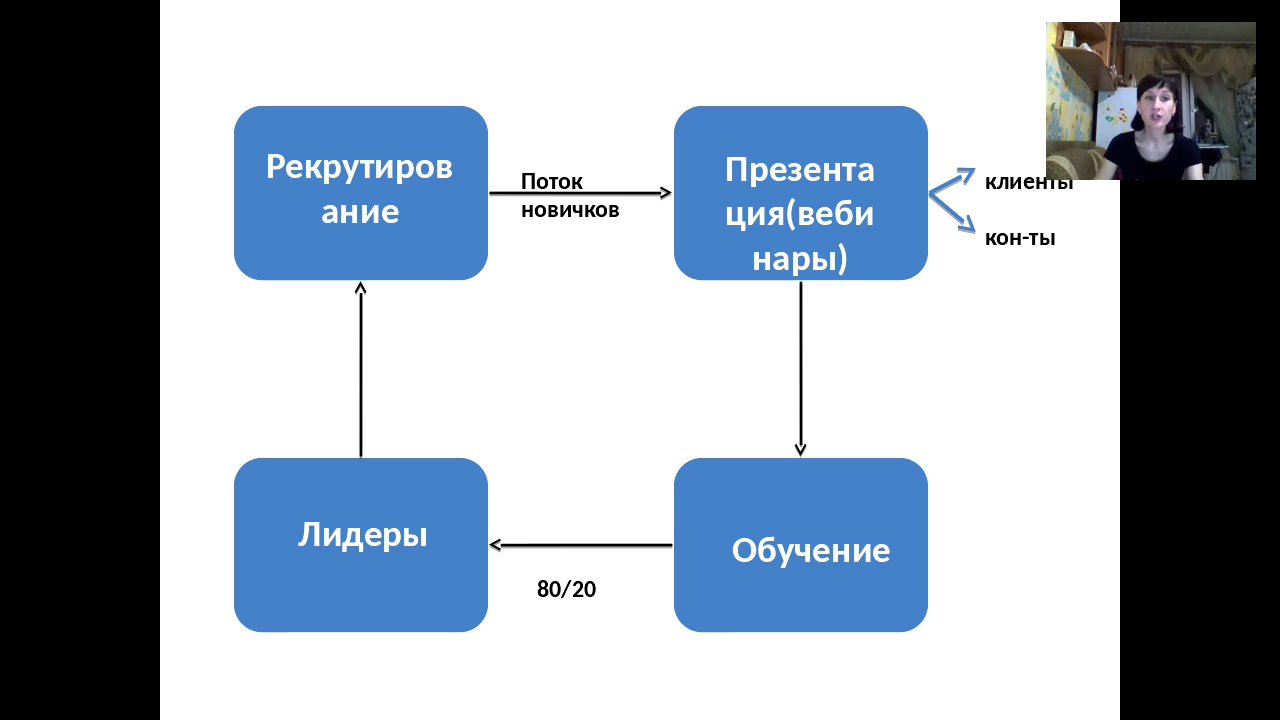 Рекрутиров
ание
Поток
новичков
Презента
ция(веби
нары)
клиенты
кон-ты
Лидеры
80/20
Обучение